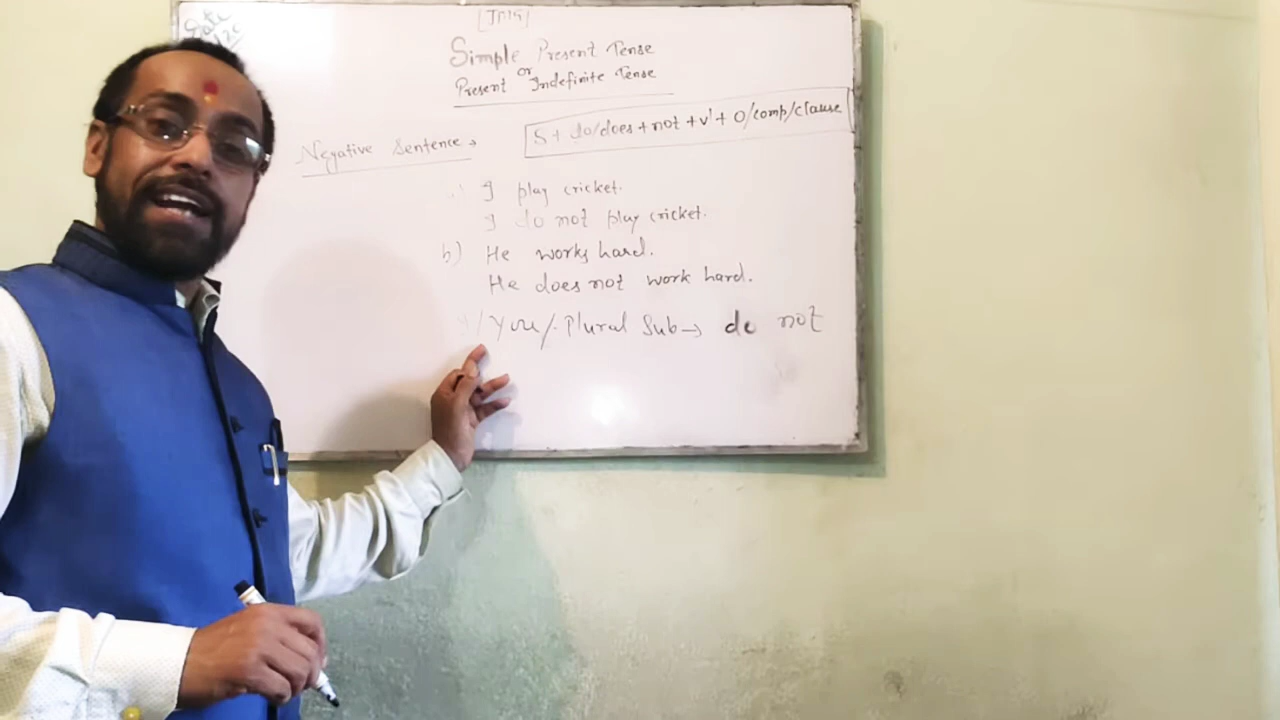 Date
Simple Present Tense
or
Present Indefinite Tense
Negative Sentence → S + do/does + not + v¹ + O/comp/clause
I play cricket.
I do not play cricket.
b) He works hard.
He does not work hard.
I/You/Plural Sub → do not